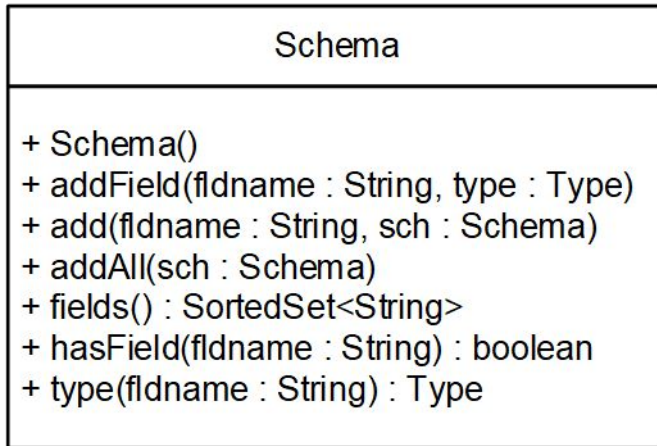 Schema
+ Schema()
+ addField(fldname : String, type : Type)
+ add(fldname : String, sch : Schema)
+ addAll(sch : Schema)
+ fields() : SortedSet<String>
+ hasField(fldname : String) : boolean
+ type(fldname : String) : Type